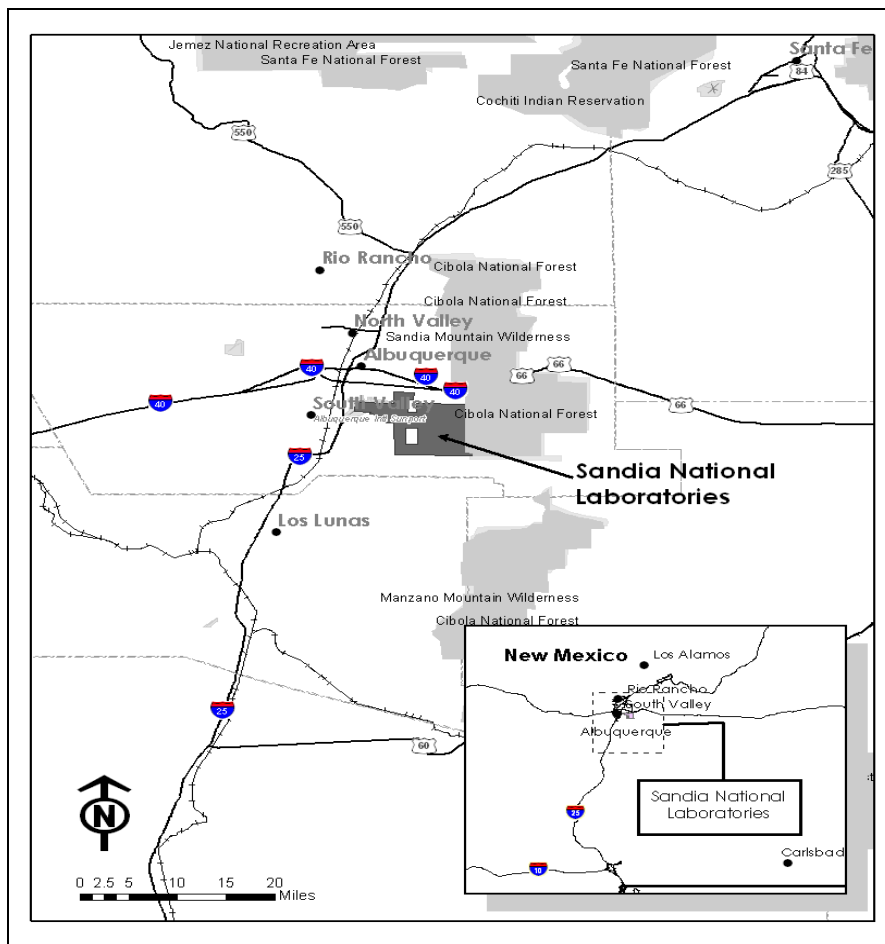 Jemez National Recreation Area
Santa Fe National Forest
Santa Fe National Forest
Santa Fe
84
Cochiti Indian Reservation
550
285
550
Rio Rancho
Cibola National Forest
Cibola National Forest
North Valley
Sandia Mountain Wilderness
Albuquerque
40
40
40
66
66
66
40
South Valley
Albuquerque Intl Sunport
Cibola National Forest
25
Sandia National
Laboratories
Los Lunas
Manzano Mountain Wilderness
Cibola National Forest
25
60
N
0 2.5 5 10 15 20
Miles
New Mexico
Los Alamos
Rio Rancho
South Valley
Albuquerque
Sandia National
Laboratories
25
Carlsbad
10